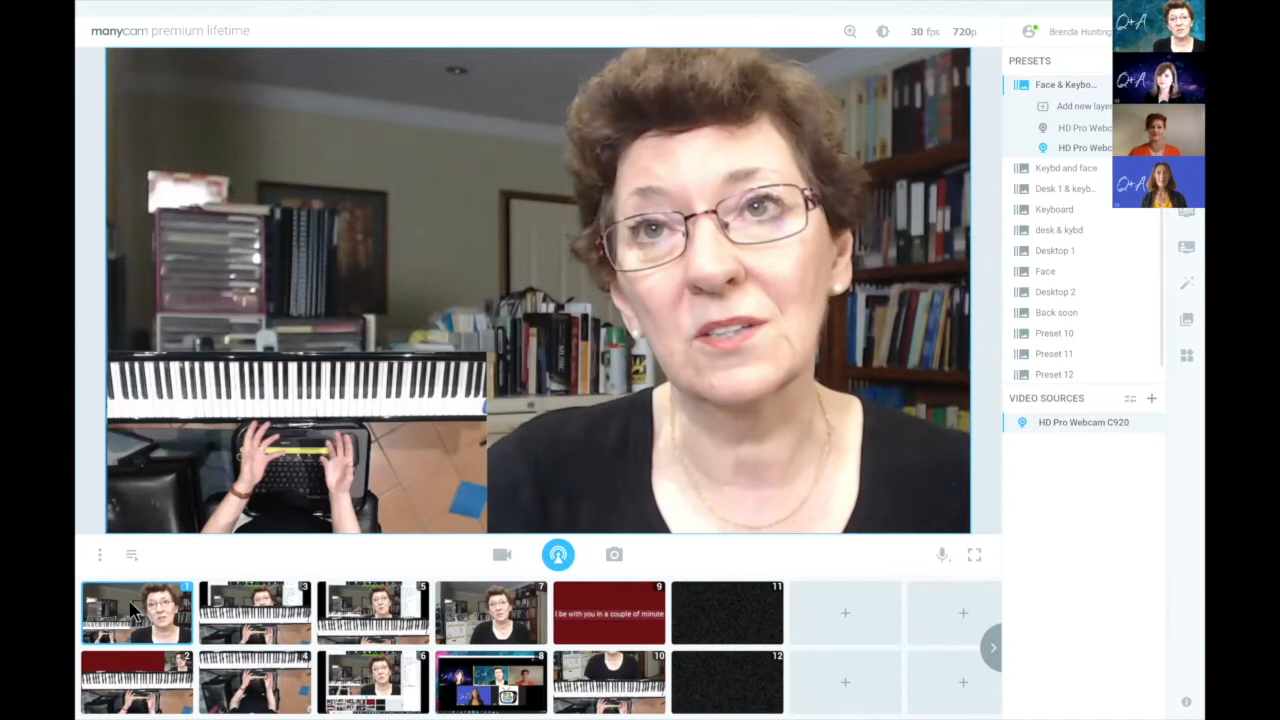 manycam premium lifetime
30 fps 720p
Brenda Hunting
Q+A
Q+A
Q+A
PRESETS
Face & Keybo...
Add new layer
HD Pro Webc
HD Pro Webc
Keybd and face
Desk 1 & keyb...
Keyboard
desk & kybd
Desktop 1
Face
Desktop 2
Back soon
Preset 10
Preset 11
Preset 12
VIDEO SOURCES
HD Pro Webcam C920
1
3
5
7
9
11
I be with you in a couple of minute
2
4
6
8
10
12